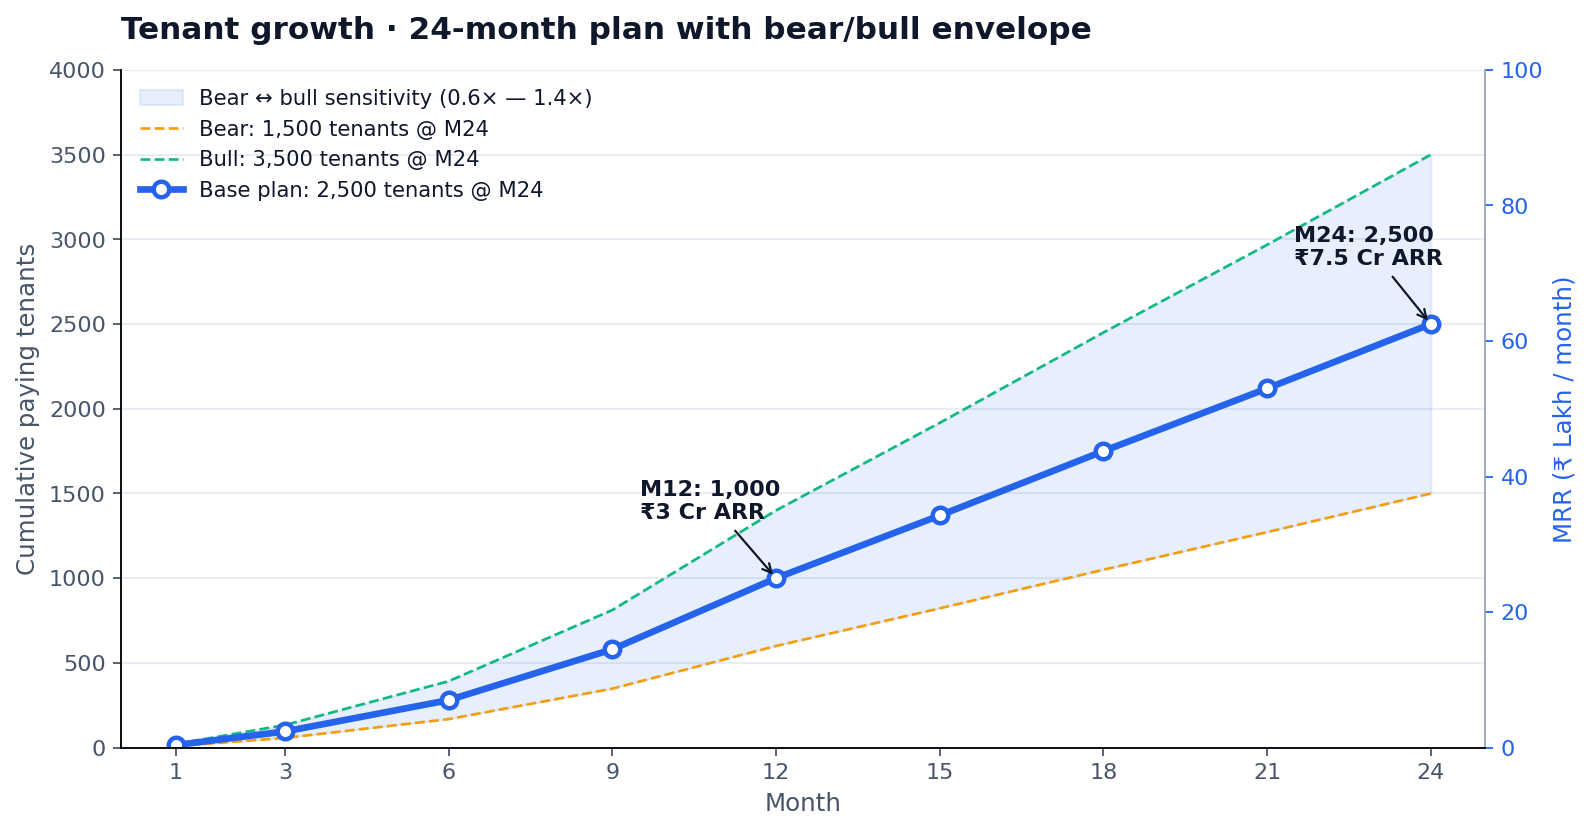 Tenant growth · 24-month plan with bear/bull envelope
Bear ↔ bull sensitivity (0.6× — 1.4×)
Bear: 1,500 tenants @ M24
Bull: 3,500 tenants @ M24
Base plan: 2,500 tenants @ M24
Cumulative paying tenants
4000
3500
3000
2500
2000
1500
1000
500
0
M12: 1,000
₹3 Cr ARR
M24: 2,500
₹7.5 Cr ARR
100
80
60
40
20
0
MRR (₹ Lakh / month)
1 3 6 9 12 15 18 21 24
Month